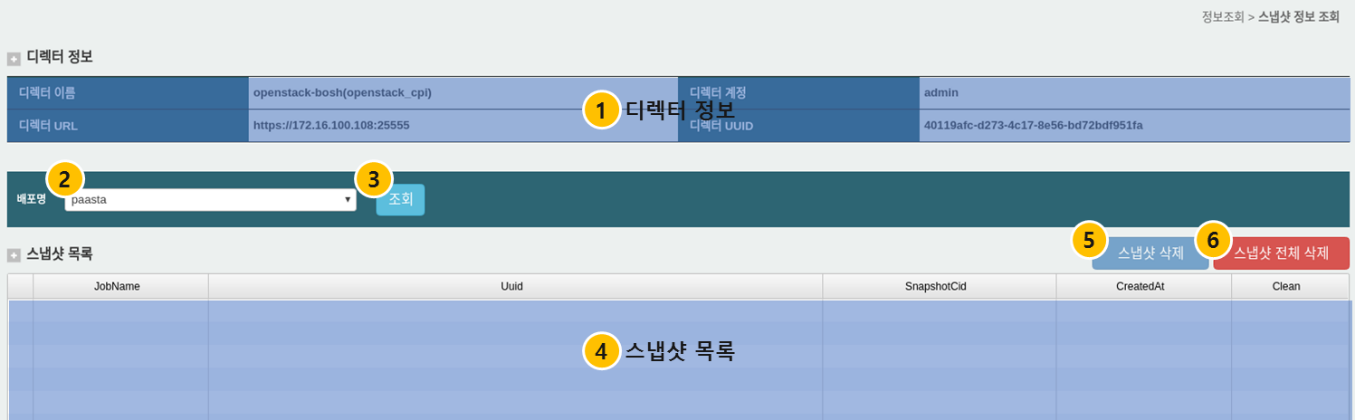 정보조회 > 스냅샷 정보 조회
디렉터 정보
디렉터 이름 openstack-bosh(openstack_cpi) 디렉터 계정 admin
1 디렉터 정보
디렉터 URL https://172.16.100.108:25555 디렉터 UUID 40119afc-d273-4c17-8e56-bd72bdf951fa
2 3
배포명 paasta 조회
5 6
스냅샷 목록 스냅샷 삭제 스냅샷 전체 삭제
JobName Uuid SnapshotCid CreatedAt Clean
4 스냅샷 목록